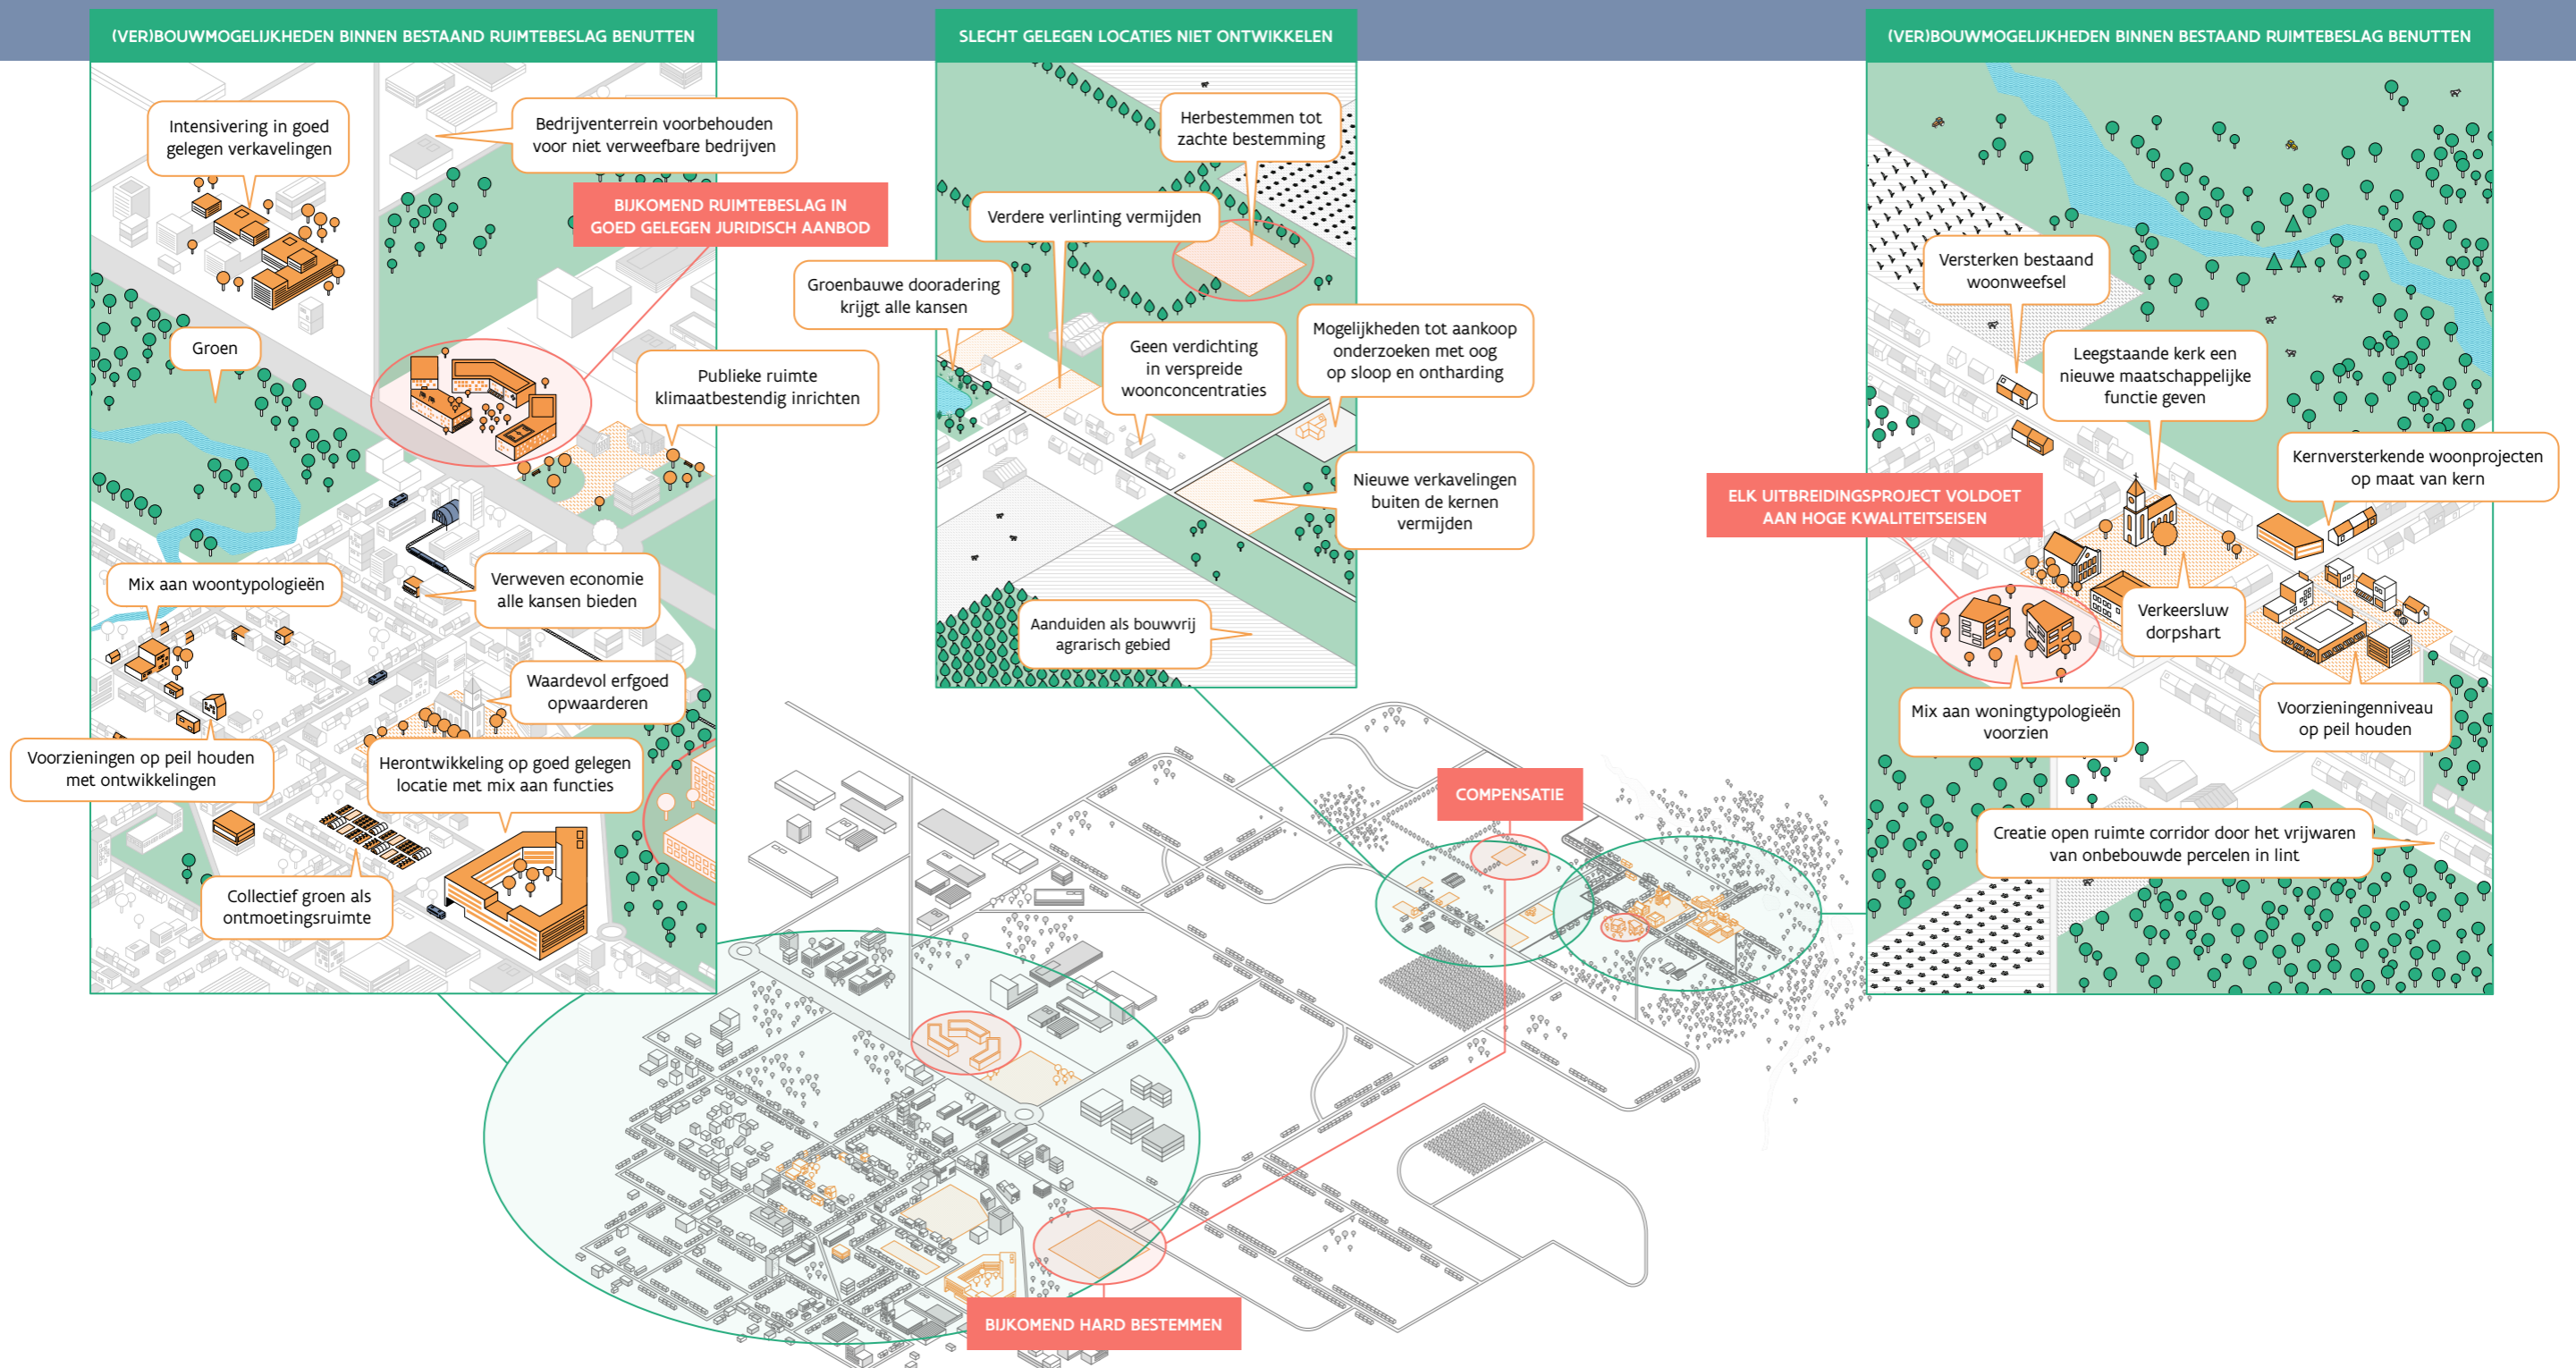 (VER)BOUWMOGELIJKHEDEN BINNEN BESTAAND RUIMTEBESLAG BENUTTEN
Intensivering in goed
gelegen verkavelingen
Bedrijventerrein voorbehouden
voor niet verweefbare bedrijven
BIJKOMEND RUIMTEBESLAG IN
GOED GELEGEN JURIDISCH AANBOD
Groen
Publieke ruimte
klimaatbestendig inrichten
Mix aan woontypologieën
Verweven economie
alle kansen bieden
Waardevol erfgoed
opwaarderen
Voorzieningen op peil houden
met ontwikkelingen
Herontwikkeling op goed gelegen
locatie met mix aan functies
Collectief groen als
ontmoetingsruimte
SLECHT GELEGEN LOCATIES NIET ONTWIKKELEN
Herbestemmen tot
zachte bestemming
Verdere verlinting vermijden
Groenbauwe dooradering
krijgt alle kansen
Geen verdichting
in verspreide
woonconcentraties
Mogelijkheden tot aankoop
onderzoeken met oog
op sloop en ontharding
Nieuwe verkavelingen
buiten de kernen
vermijden
Aanduiden als bouwvrij
agrarisch gebied
(VER)BOUWMOGELIJKHEDEN BINNEN BESTAAND RUIMTEBESLAG BENUTTEN
Versterken bestaand
woonweefsel
Leegstaande kerk een
nieuwe maatschappelijke
functie geven
Kernversterkende woonprojecten
op maat van kern
ELK UITBREIDINGSPROJECT VOLDOET
AAN HOGE KWALITEITSEISEN
Verkeersluw
dorpshart
Mix aan woningtypologieën
voorzien
Voorzieningenniveau
op peil houden
Creatie open ruimte corridor door het vrijwaren
van onbebouwde percelen in lint
COMPENSATIE
BIJKOMEND HARD BESTEMMEN